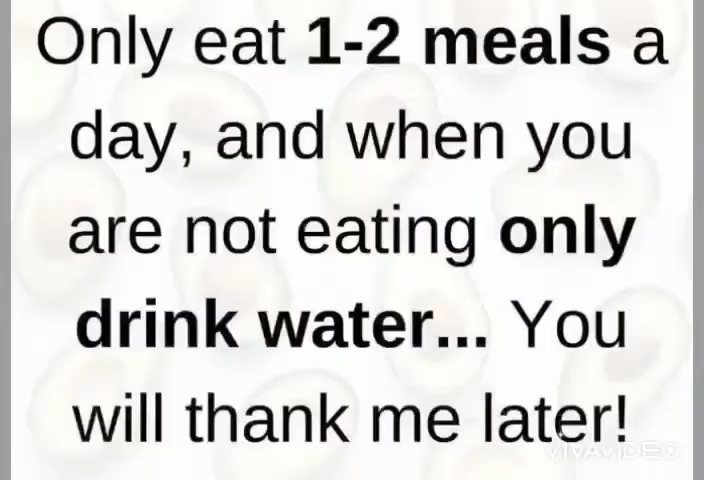 Only eat 1-2 meals a
day, and when you
are not eating only
drink water... You
will thank me later!
VIVAVIDEO